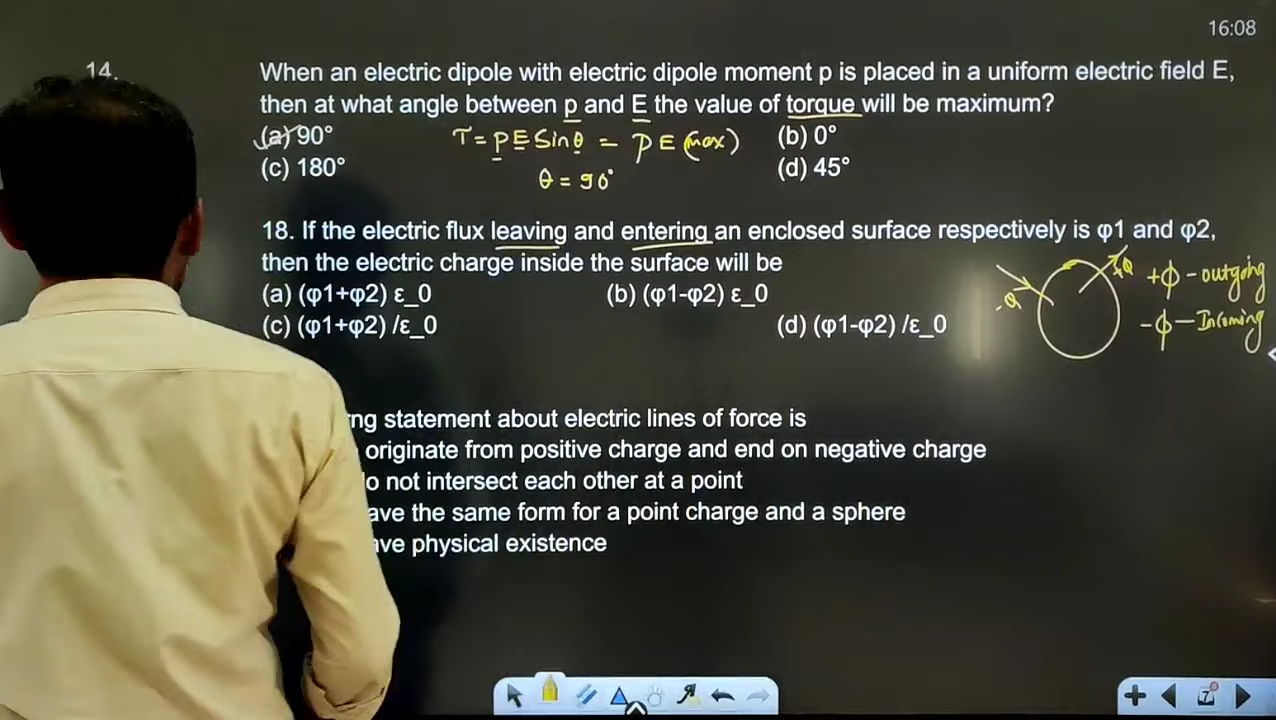 16:08
14.
When an electric dipole with electric dipole moment p is placed in a uniform electric field E,
then at what angle between p and E the value of torque will be maximum?
(a) 90° (b) 0°
(c) 180° (d) 45°
T = PE Sinθ = PE (max)
θ = 90°
18. If the electric flux leaving and entering an enclosed surface respectively is φ1 and φ2,
then the electric charge inside the surface will be
(a) (φ1+φ2) ε_0 (b) (φ1-φ2) ε_0
(c) (φ1+φ2) /ε_0 (d) (φ1-φ2) /ε_0
+ϕ - outgoing
-ϕ - Incoming
ng statement about electric lines of force is
originate from positive charge and end on negative charge
o not intersect each other at a point
ave the same form for a point charge and a sphere
ve physical existence
7